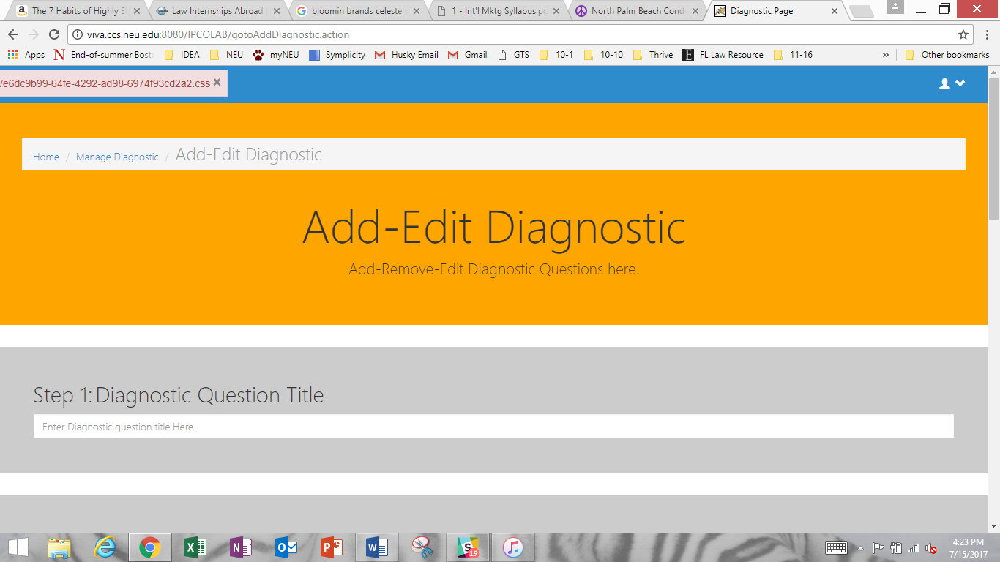 The 7 Habits of Highly
Law Internships Abroad
bloomin brands celeste
1 - Int'l Mktg Syllabus.pd
North Palm Beach Cond
Diagnostic Page
viva.ccs.neu.edu:8080/IPCOLAB/gotoAddDiagnostic.action
Apps
End-of-summer Bost
IDEA
NEU
myNEU
Symplicity
Husky Email
Gmail
GTS
10-1
10-10
Thrive
FL Law Resource
11-16
»
Other bookmarks
/e6dc9b99-64fe-4292-ad98-6974f93cd2a2.css
Home / Manage Diagnostic / Add-Edit Diagnostic
Add-Edit Diagnostic
Add-Remove-Edit Diagnostic Questions here.
Step 1: Diagnostic Question Title
Enter Diagnostic question title Here.
19
4:23 PM
7/15/2017